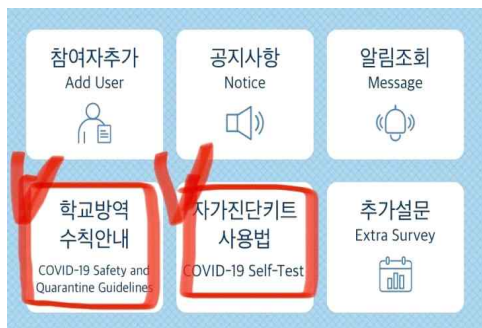 참여자추가
Add User
공지사항
Notice
알림조회
Message
학교방역
수칙안내
COVID-19 Safety and
Quarantine Guidelines
자가진단키트
사용법
COVID-19 Self-Test
추가설문
Extra Survey